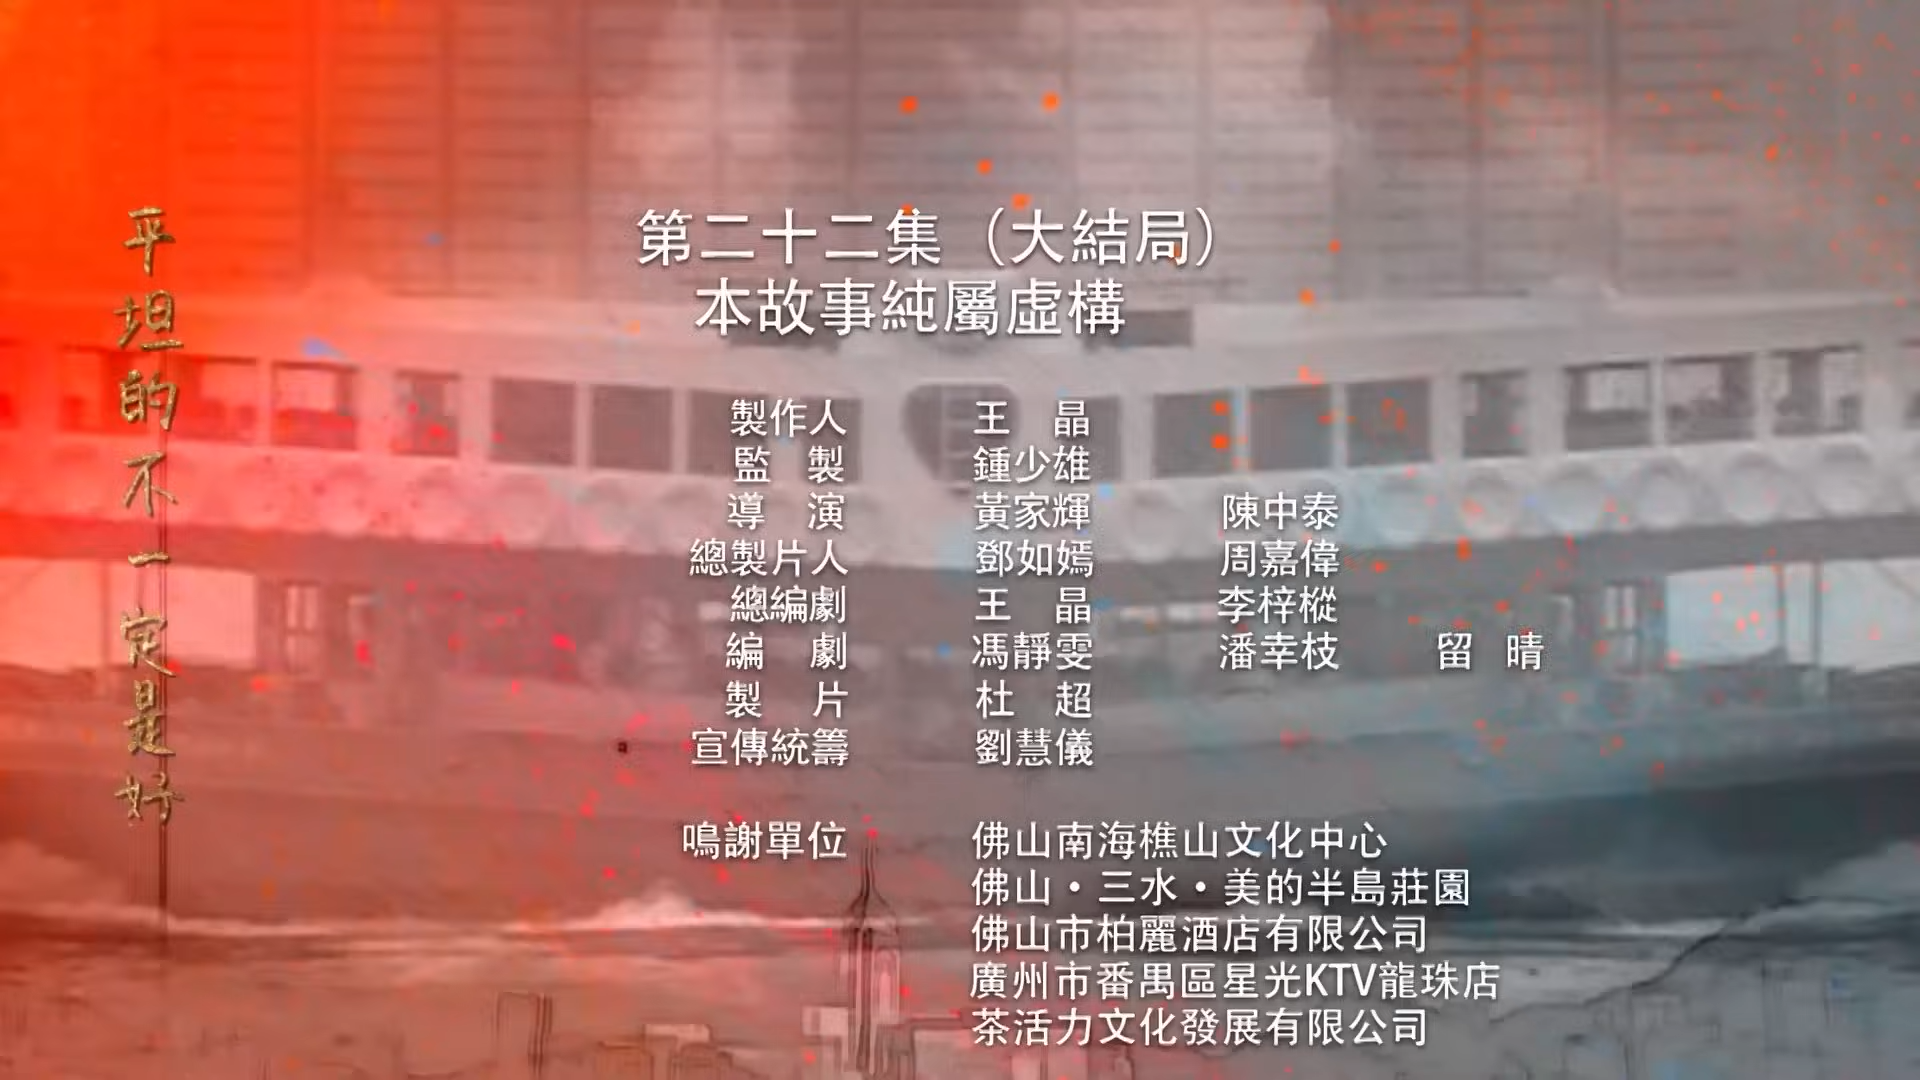 平坦的不一定是好
第二十二集（大結局）
本故事純屬虛構
製作人 王 晶
監 製 鍾少雄
導 演 黃家輝 陳中泰
總製片人 鄧如嫣 周嘉偉
總編劇 王 晶 李梓樅
編 劇 馮靜雯 潘幸枝 留 晴
製 片 杜 超
宣傳統籌 劉慧儀
鳴謝單位 佛山南海樵山文化中心
佛山・三水・美的半島莊園
佛山市柏麗酒店有限公司
廣州市番禺區星光KTV龍珠店
茶活力文化發展有限公司